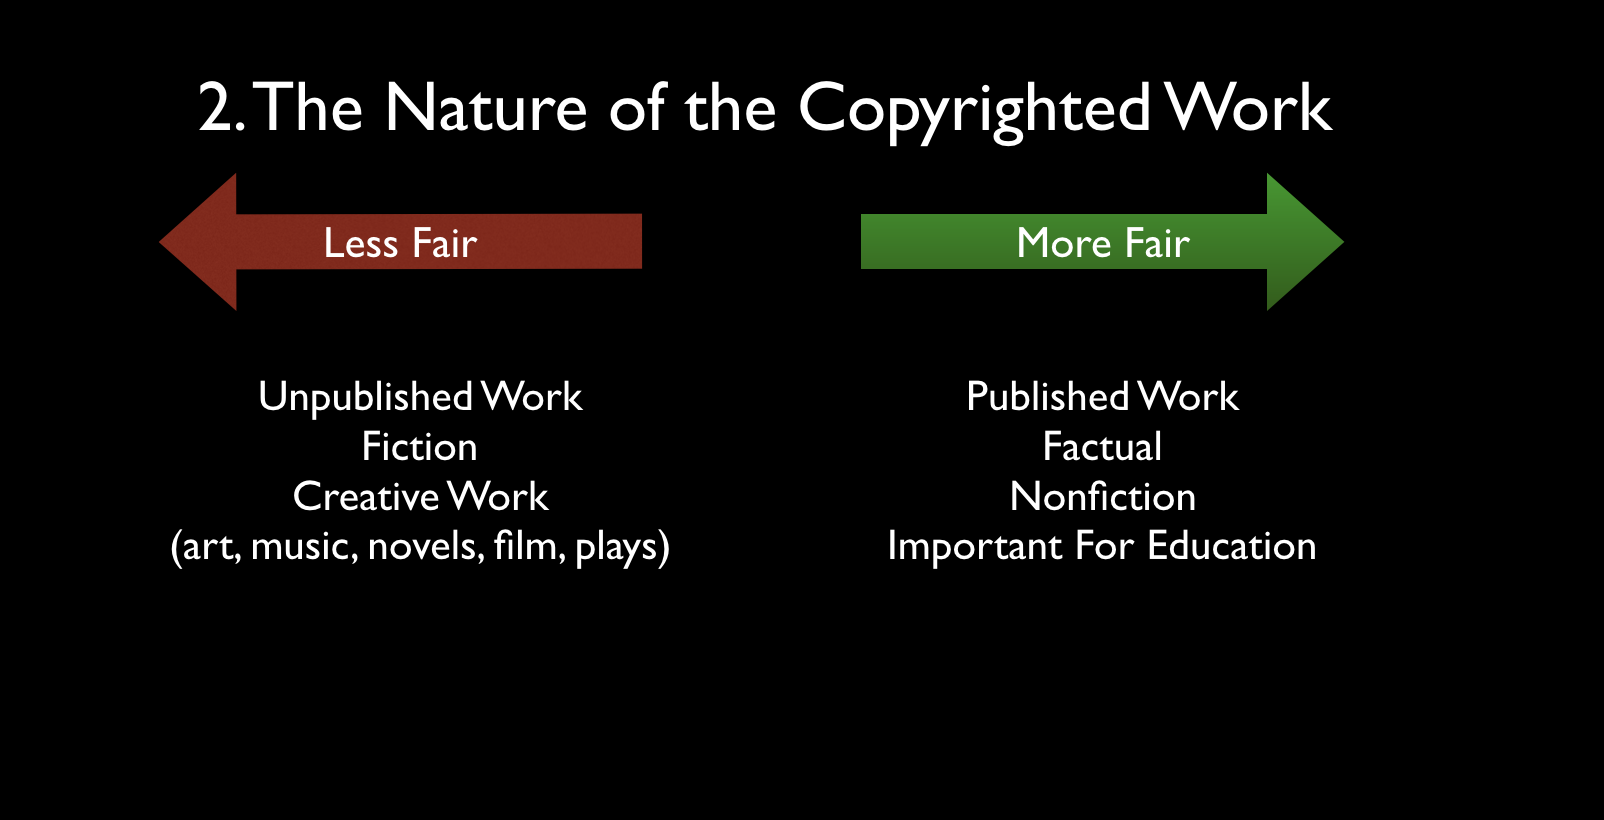 2. The Nature of the Copyrighted Work
Less Fair
More Fair
Unpublished Work
Fiction
Creative Work
(art, music, novels, film, plays)
Published Work
Factual
Nonfiction
Important For Education